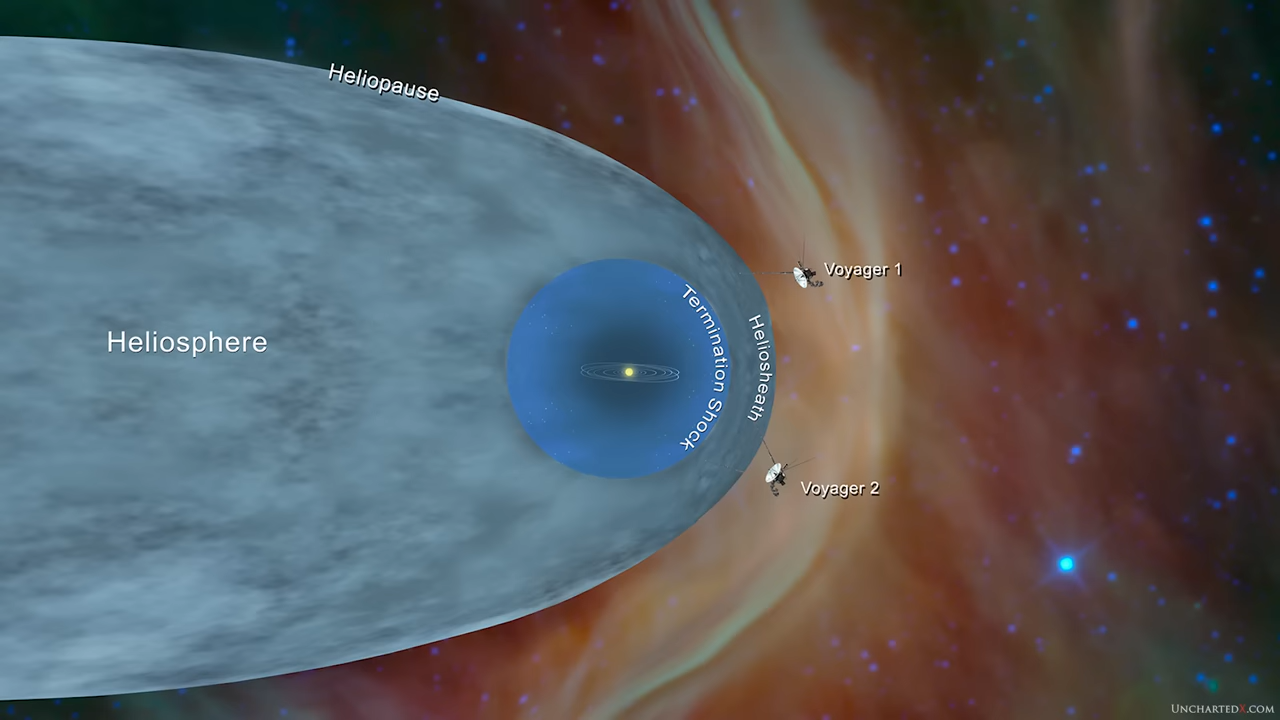 Heliopause
Voyager 1
Termination Shock
Heliosheath
Heliosphere
Voyager 2
UNCHARTEDX.COM